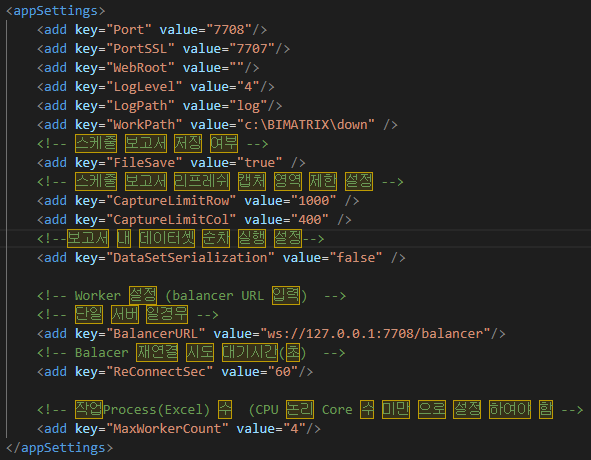 <appSettings>
<add key="Port" value="7708"/>
<add key="PortSSL" value="7707"/>
<add key="WebRoot" value=""/>
<add key="LogLevel" value="4"/>
<add key="LogPath" value="log"/>
<add key="WorkPath" value="c:\BIMATRIX\down" />
<!-- 스케줄 보고서 저장 여부 -->
<add key="FileSave" value="true" />
<!-- 스케줄 보고서 리프레쉬 캡처 영역 제한 설정 -->
<add key="CaptureLimitRow" value="1000" />
<add key="CaptureLimitCol" value="400" />
<!--보고서 내 데이터셋 순차 실행 설정-->
<add key="DataSetSerialization" value="false" />
<!-- Worker 설정 (balancer URL 입력)  -->
<!-- 단일 서버 일경우 -->
<add key="BalancerURL" value="ws://127.0.0.1:7708/balancer"/>
<!-- Balacer 재연결 시도 대기시간(초)  -->
<add key="ReConnectSec" value="60"/>
<!-- 작업Process(Excel) 수  (CPU 논리 Core 수 미만 으로 설정 하여야 함 -->
<add key="MaxWorkerCount" value="4"/>
</appSettings>